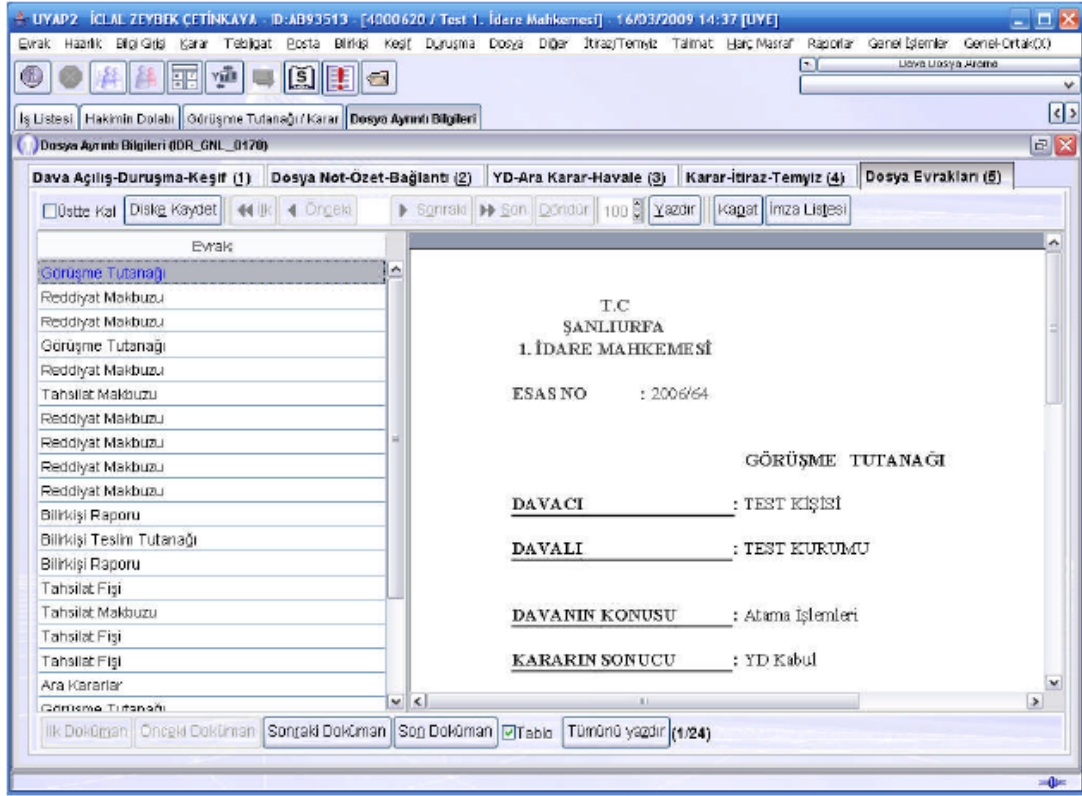 UYAP2 İCLAL ZEYBEK ÇETİNKAYA - ID:AB93513 - [4000620 / Test 1. İdare Mahkemesi] - 16/03/2009 14:37 [UYE]
Evrak Hazırlık Bilgi Girişi Karar Tebligat Posta Bilirkişi Keşif Duruşma Dosya Diğer İtiraz/Temyiz Talimat Harç Masraf Raporlar Genel İşlemler Genel-Ortak(X)
Dava Dosya Arama
İş Listesi Hakimin Dolabı Görüşme Tutanağı / Karar Dosya Ayrıntı Bilgileri
Dosya Ayrıntı Bilgileri (IDR_GNL_0170)
Dava Açılış-Duruşma-Keşif (1) Dosya Not-Özet-Bağlantı (2) YD-Ara Karar-Havale (3) Karar-İtiraz-Temyiz (4) Dosya Evrakları (5)
Üstte Kal Diske Kaydet İlk Önceki Sonraki Son Döndür 100 Yazdır Kapat İmza Listesi
Evrak
Görüşme Tutanağı
Reddiyat Makbuzu
Reddiyat Makbuzu
Görüşme Tutanağı
Reddiyat Makbuzu
Tahsilat Makbuzu
Reddiyat Makbuzu
Reddiyat Makbuzu
Reddiyat Makbuzu
Reddiyat Makbuzu
Bilirkişi Raporu
Bilirkişi Teslim Tutanağı
Bilirkişi Raporu
Tahsilat Fişi
Tahsilat Makbuzu
Tahsilat Fişi
Tahsilat Fişi
Ara Kararlar
Görüşme Tutanağı
T.C
ŞANLIURFA
1. İDARE MAHKEMESİ
ESAS NO : 2006/64
GÖRÜŞME TUTANAĞI
DAVACI : TEST KİŞİSİ
DAVALI : TEST KURUMU
DAVANIN KONUSU : Atama İşlemleri
KARARIN SONUCU : YD Kabul
İlk Doküman Önceki Doküman Sonraki Doküman Son Doküman Tablo Tümünü yazdır (1/24)